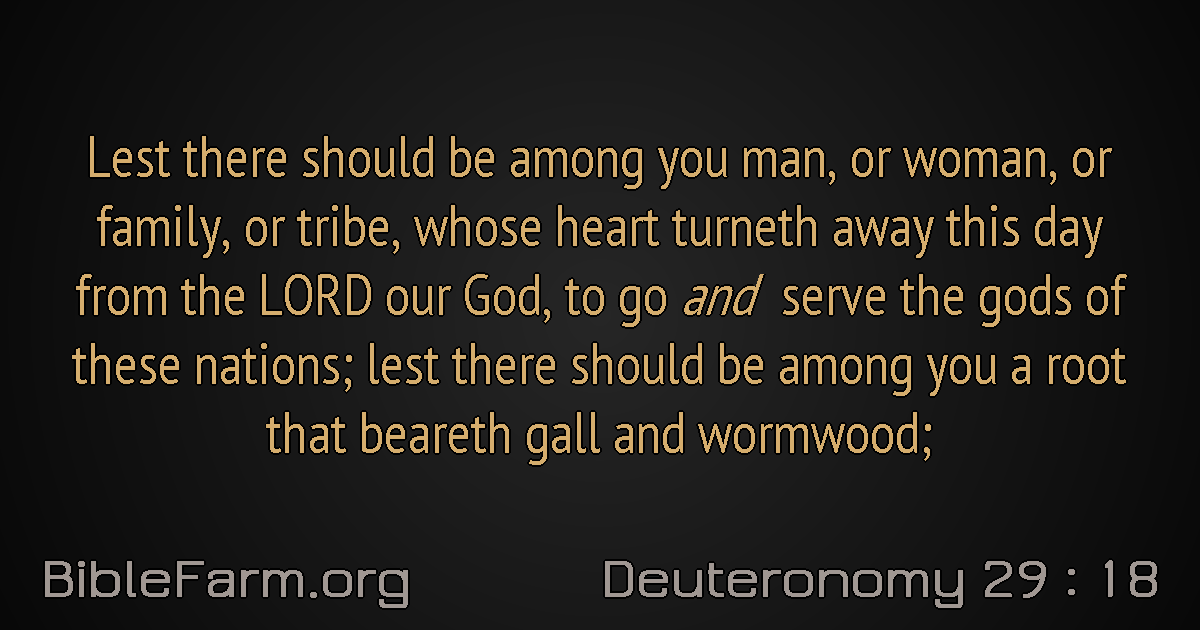 Lest there should be among you man, or woman, or
family, or tribe, whose heart turneth away this day
from the LORD our God, to go and serve the gods of
these nations; lest there should be among you a root
that beareth gall and wormwood;
BibleFarm.org
Deuteronomy 29 : 18